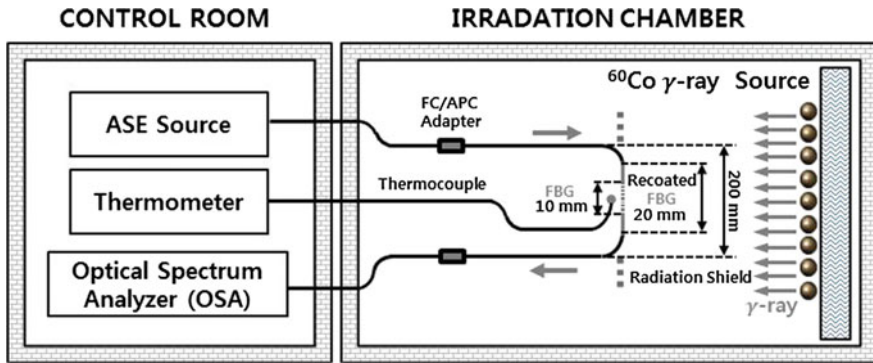 CONTROL ROOM
IRRADATION CHAMBER
ASE Source
Thermometer
Optical Spectrum
Analyzer (OSA)
FC/APC
Adapter
Thermocouple
FBG
10 mm
Recoated
FBG
20 mm
200 mm
⁶⁰Co γ-ray Source
Radiation Shield
γ-ray